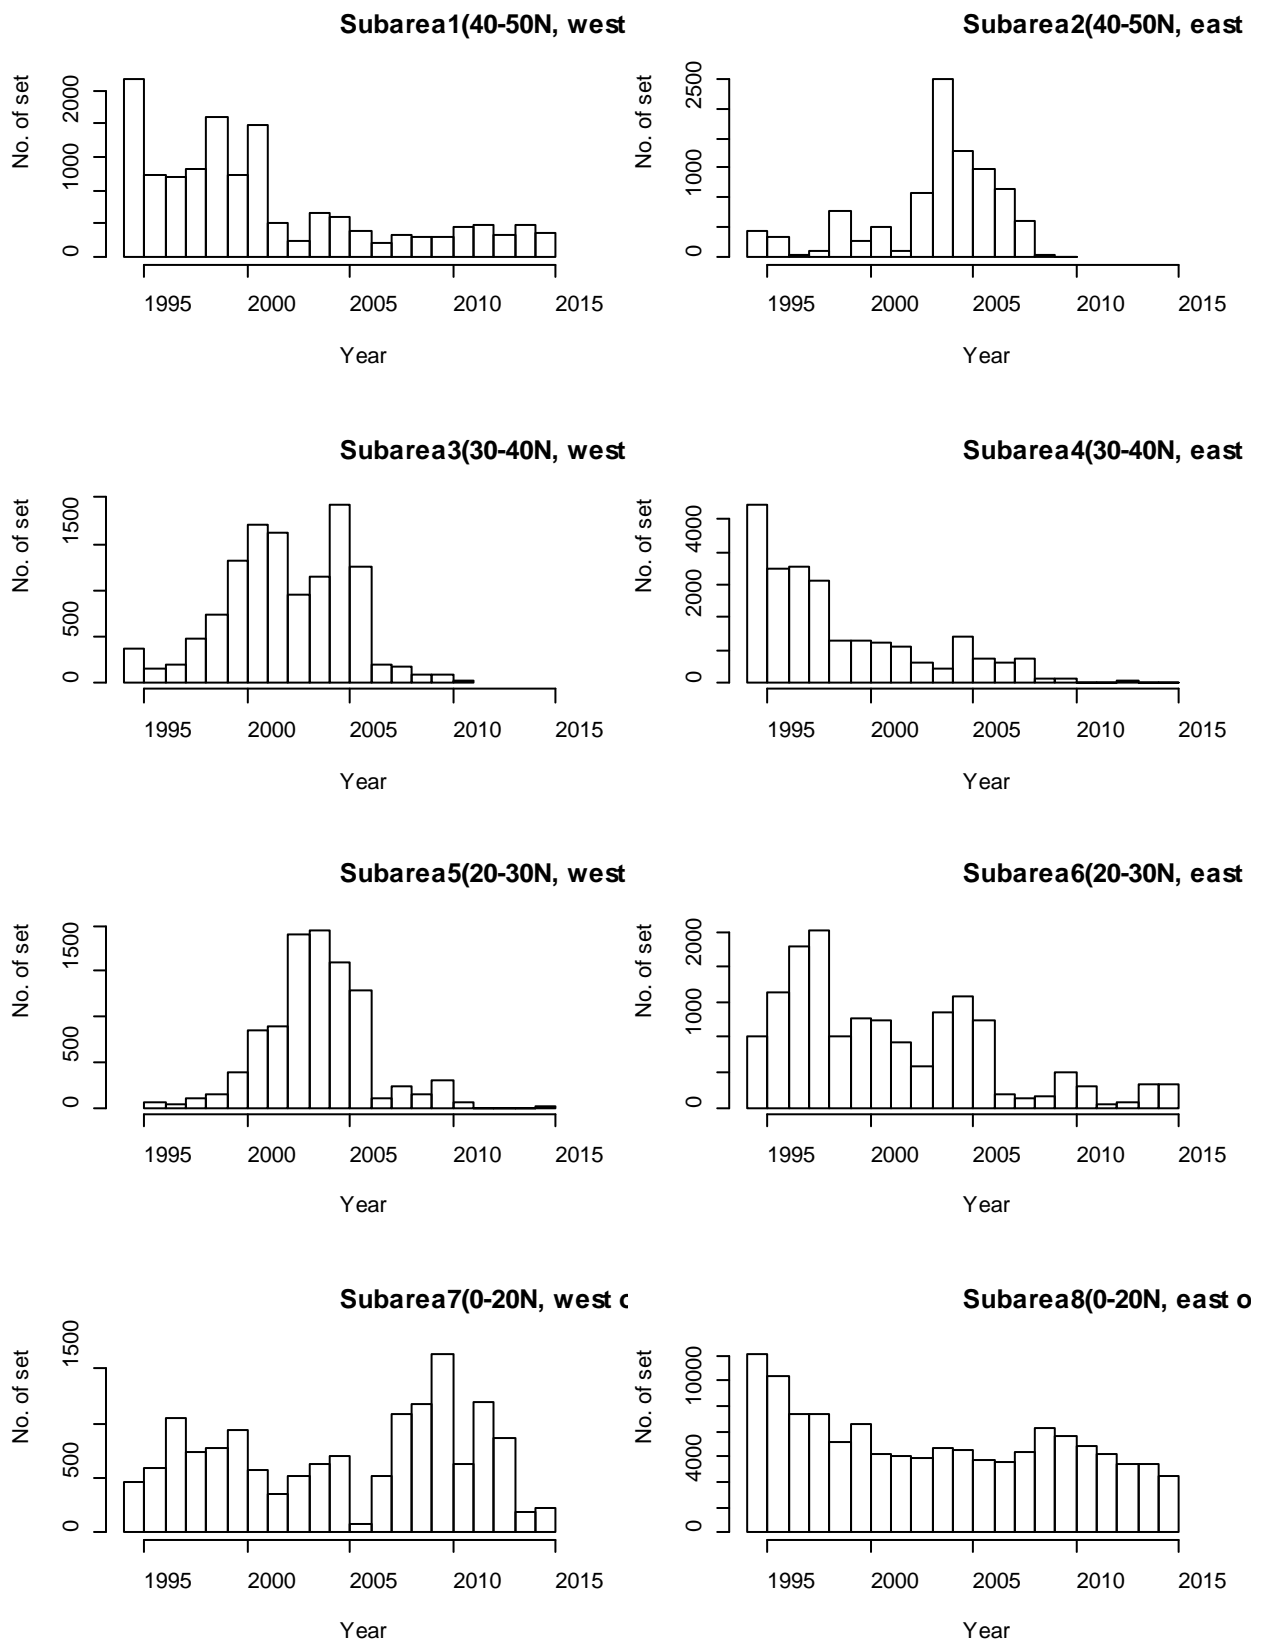 Subarea1(40-50N, west
No. of set
0 1000 2000
1995 2000 2005 2010 2015
Year
Subarea2(40-50N, east
No. of set
0 1000 2500
1995 2000 2005 2010 2015
Year
Subarea3(30-40N, west
No. of set
0 500 1500
1995 2000 2005 2010 2015
Year
Subarea4(30-40N, east
No. of set
0 2000 4000
1995 2000 2005 2010 2015
Year
Subarea5(20-30N, west
No. of set
0 500 1500
1995 2000 2005 2010 2015
Year
Subarea6(20-30N, east
No. of set
0 1000 2000
1995 2000 2005 2010 2015
Year
Subarea7(0-20N, west o
No. of set
0 500 1500
1995 2000 2005 2010 2015
Year
Subarea8(0-20N, east o
No. of set
0 4000 10000
1995 2000 2005 2010 2015
Year